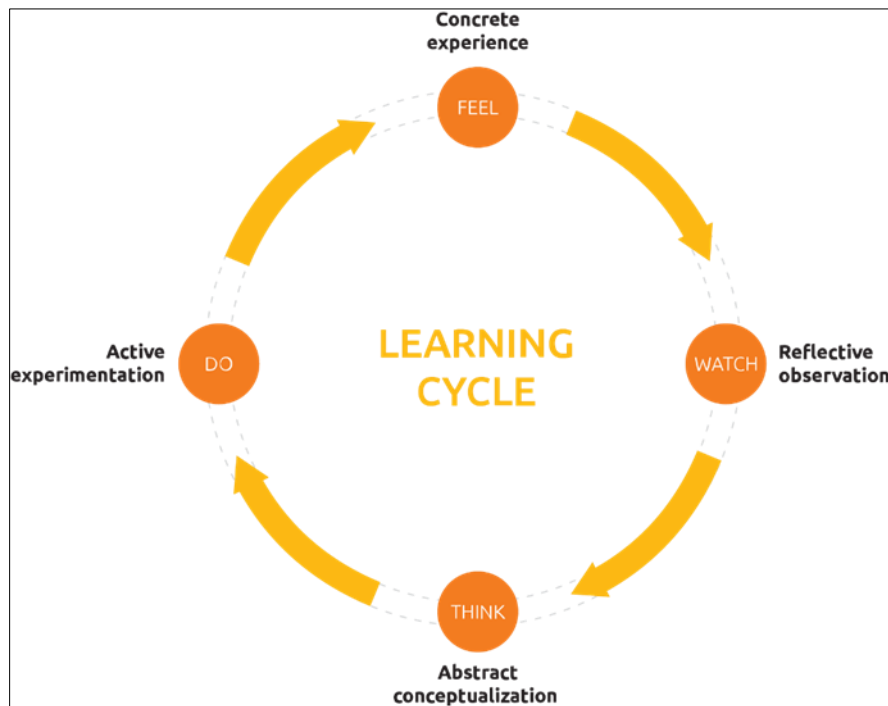 Concrete
experience
FEEL
LEARNING
CYCLE
Active
experimentation
DO
WATCH
Reflective
observation
THINK
Abstract
conceptualization